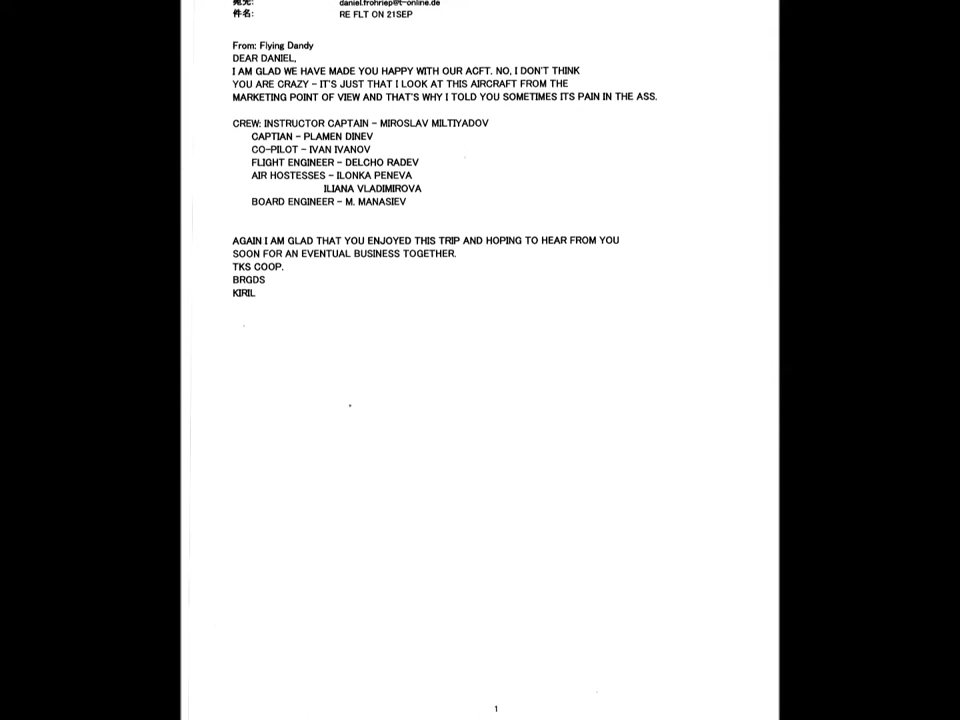 宛先: daniel.frohriep@t-online.de
件名: RE FLT ON 21SEP
From: Flying Dandy
DEAR DANIEL,
I AM GLAD WE HAVE MADE YOU HAPPY WITH OUR ACFT. NO, I DON'T THINK
YOU ARE CRAZY - IT'S JUST THAT I LOOK AT THIS AIRCRAFT FROM THE
MARKETING POINT OF VIEW AND THAT'S WHY I TOLD YOU SOMETIMES ITS PAIN IN THE ASS.
CREW: INSTRUCTOR CAPTAIN - MIROSLAV MILTIYADOV
CAPTIAN - PLAMEN DINEV
CO-PILOT - IVAN IVANOV
FLIGHT ENGINEER - DELCHO RADEV
AIR HOSTESSES - ILONKA PENEVA
ILIANA VLADIMIROVA
BOARD ENGINEER - M. MANASIEV
AGAIN I AM GLAD THAT YOU ENJOYED THIS TRIP AND HOPING TO HEAR FROM YOU
SOON FOR AN EVENTUAL BUSINESS TOGETHER.
TKS COOP.
BRGDS
KIRIL
1